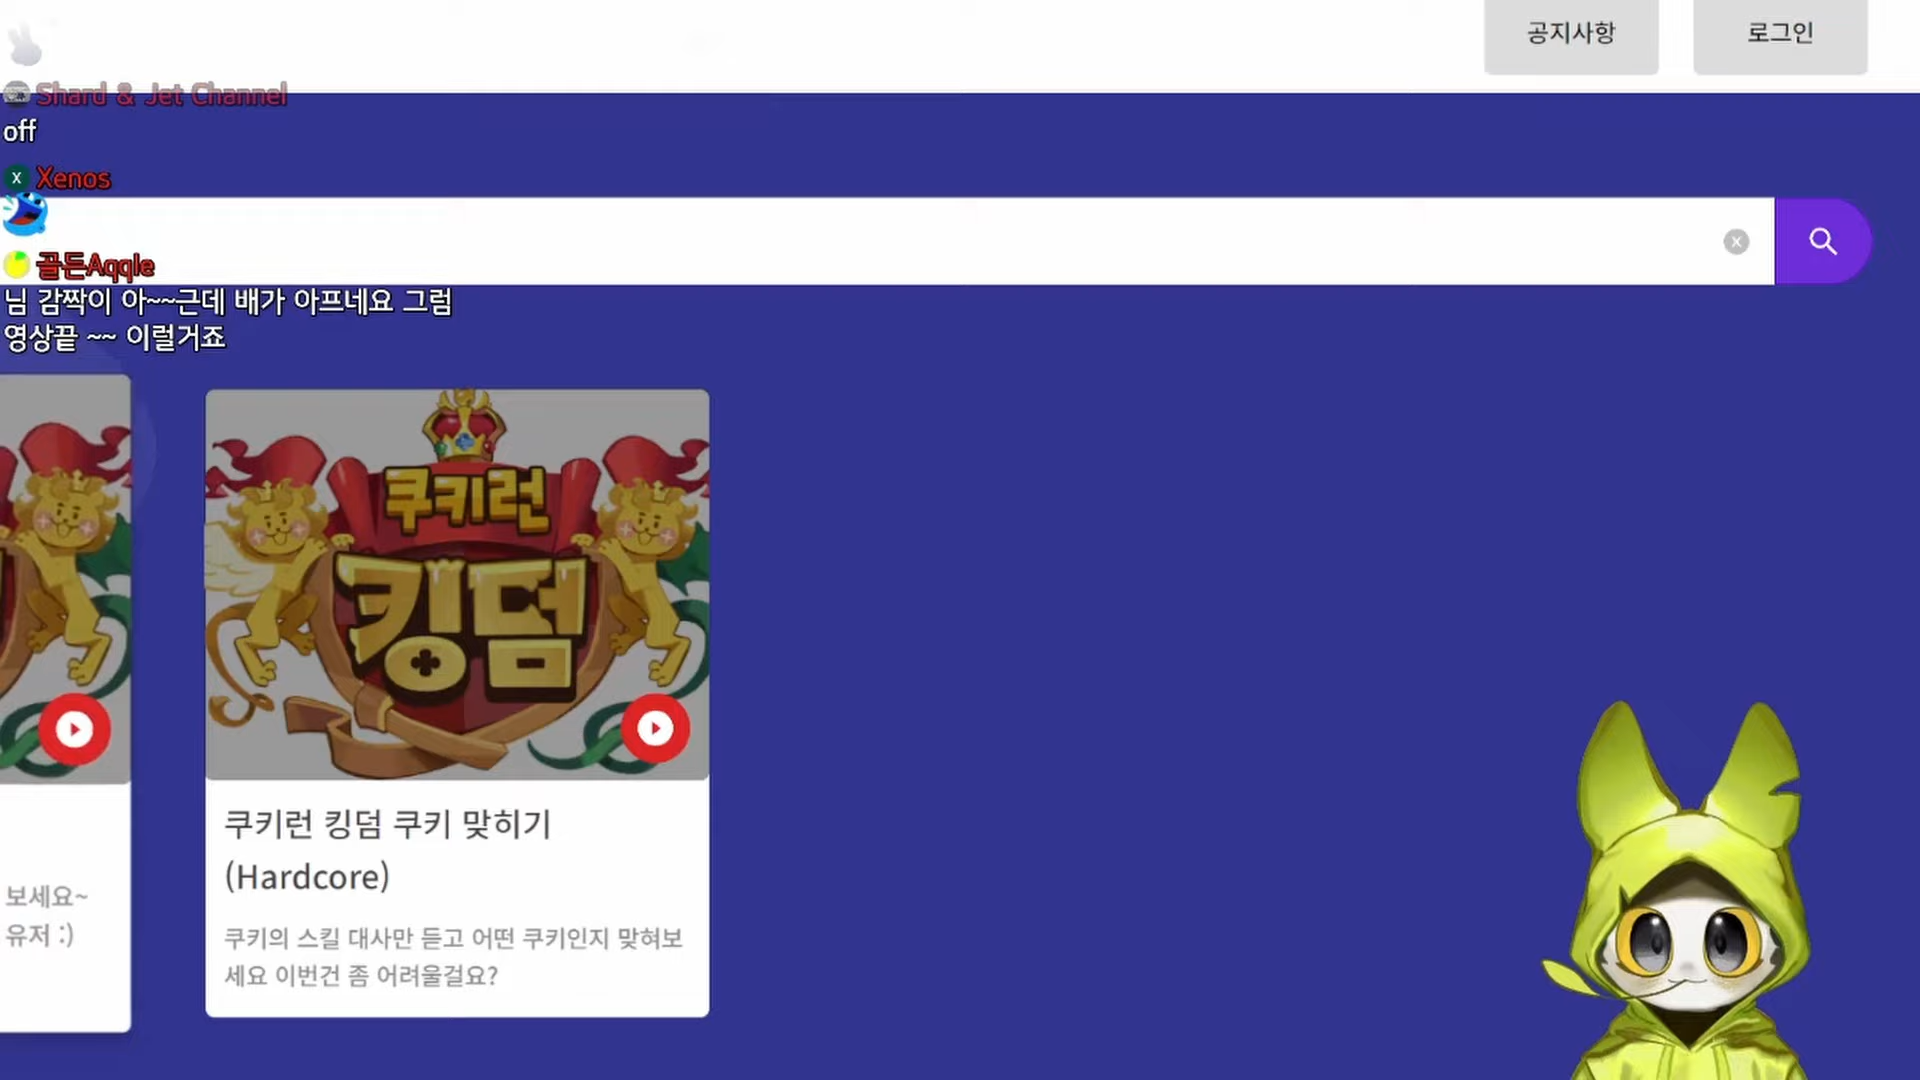 공지사항
로그인
Shard & Jet Channel
off
X Xenos
골든Aqqle
님 감짝이 아~~근데 배가 아프네요 그럼
영상끝 ~~ 이럴거죠
쿠키런
킹덤
쿠키런 킹덤 쿠키 맞히기
(Hardcore)
쿠키의 스킬 대사만 듣고 어떤 쿠키인지 맞혀보
세요 이번건 좀 어려울걸요?
보세요~
유저 :)